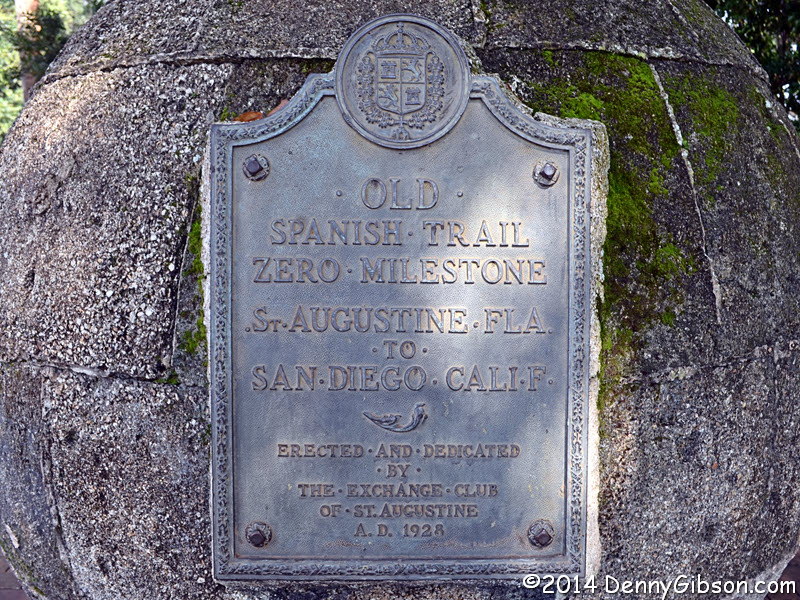 · OLD ·
SPANISH · TRAIL
ZERO · MILESTONE
.ST. AUGUSTINE · FLA.
· TO ·
SAN · DIEGO · CALIF ·
ERECTED · AND · DEDICATED
· BY ·
THE · EXCHANGE · CLUB
OF · ST. AUGUSTINE
A. D. 1928
©2014 DennyGibson.com